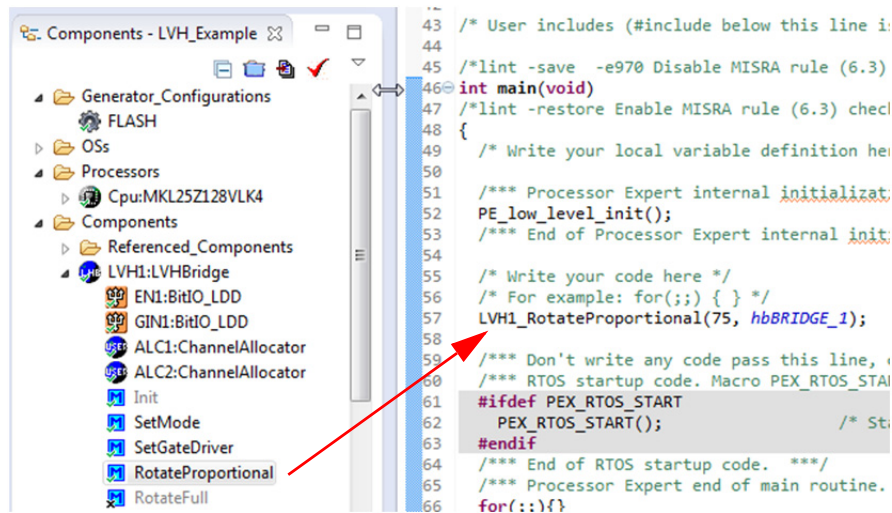 Components - LVH_Example
Generator_Configurations
FLASH
OSs
Processors
Cpu:MKL25Z128VLK4
Components
Referenced_Components
LVH1:LVHBridge
EN1:BitIO_LDD
GIN1:BitIO_LDD
ALC1:ChannelAllocator
ALC2:ChannelAllocator
Init
SetMode
SetGateDriver
RotateProportional
RotateFull
43 /* User includes (#include below this line is
44
45 /*lint -save  -e970 Disable MISRA rule (6.3)
46 int main(void)
47 /*lint -restore Enable MISRA rule (6.3) chec
48 {
49   /* Write your local variable definition her
50
51   /*** Processor Expert internal initializati
52   PE_low_level_init();
53   /*** End of Processor Expert internal initi
54
55   /* Write your code here */
56   /* For example: for(;;) { } */
57   LVH1_RotateProportional(75, hbBRIDGE_1);
58
59   /*** Don't write any code pass this line,
60   /*** RTOS startup code. Macro PEX_RTOS_STAR
61   #ifdef PEX_RTOS_START
62     PEX_RTOS_START();                  /* Sta
63   #endif
64   /*** End of RTOS startup code.  ***/
65   /*** Processor Expert end of main routine.
66   for(;;){}